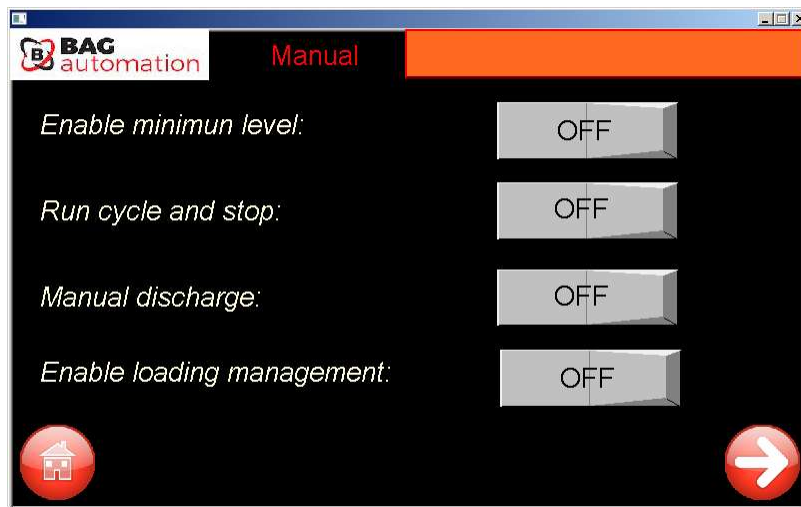 BAG
automation
Manual
Enable minimun level:
OFF
Run cycle and stop:
OFF
Manual discharge:
OFF
Enable loading management:
OFF